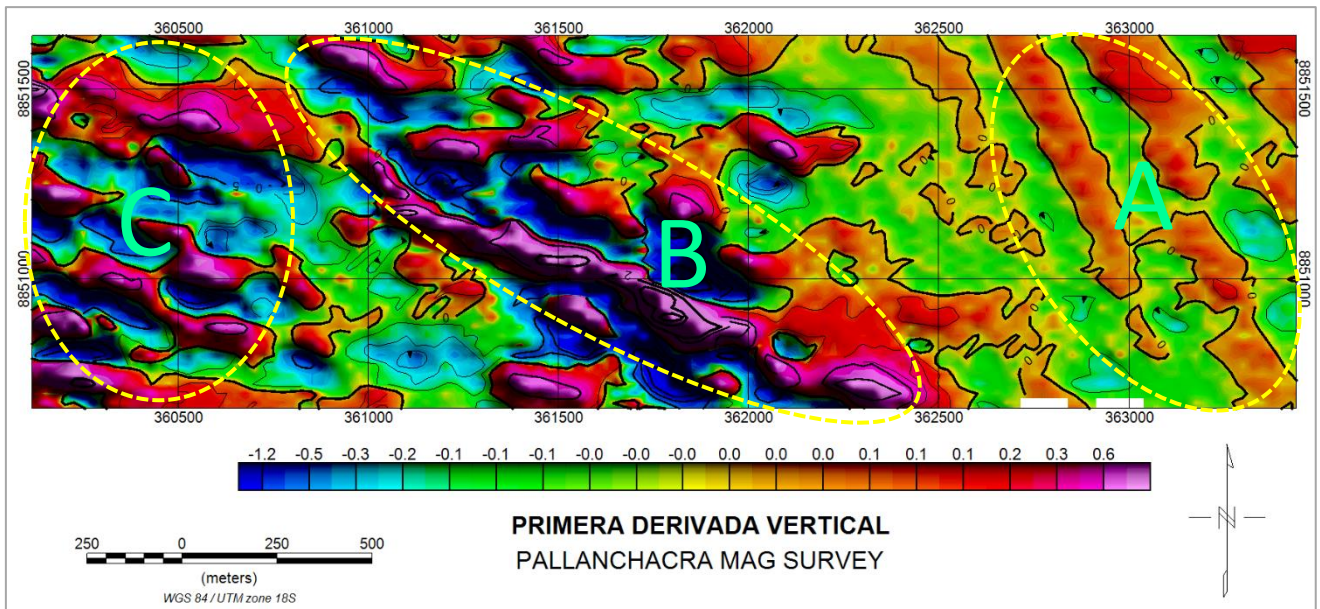 360500 361000 361500 362000 362500 363000
8851500 8851500
C B A
8851000 8851000
360500 361000 361500 362000 362500 363000
-1.2 -0.5 -0.3 -0.2 -0.1 -0.1 -0.1 -0.0 -0.0 -0.0 0.0 0.0 0.0 0.1 0.1 0.2 0.3 0.6
PRIMERA DERIVADA VERTICAL
PALLANCHACRA MAG SURVEY
250 0 250 500
(meters)
WGS 84 / UTM zone 18S
N